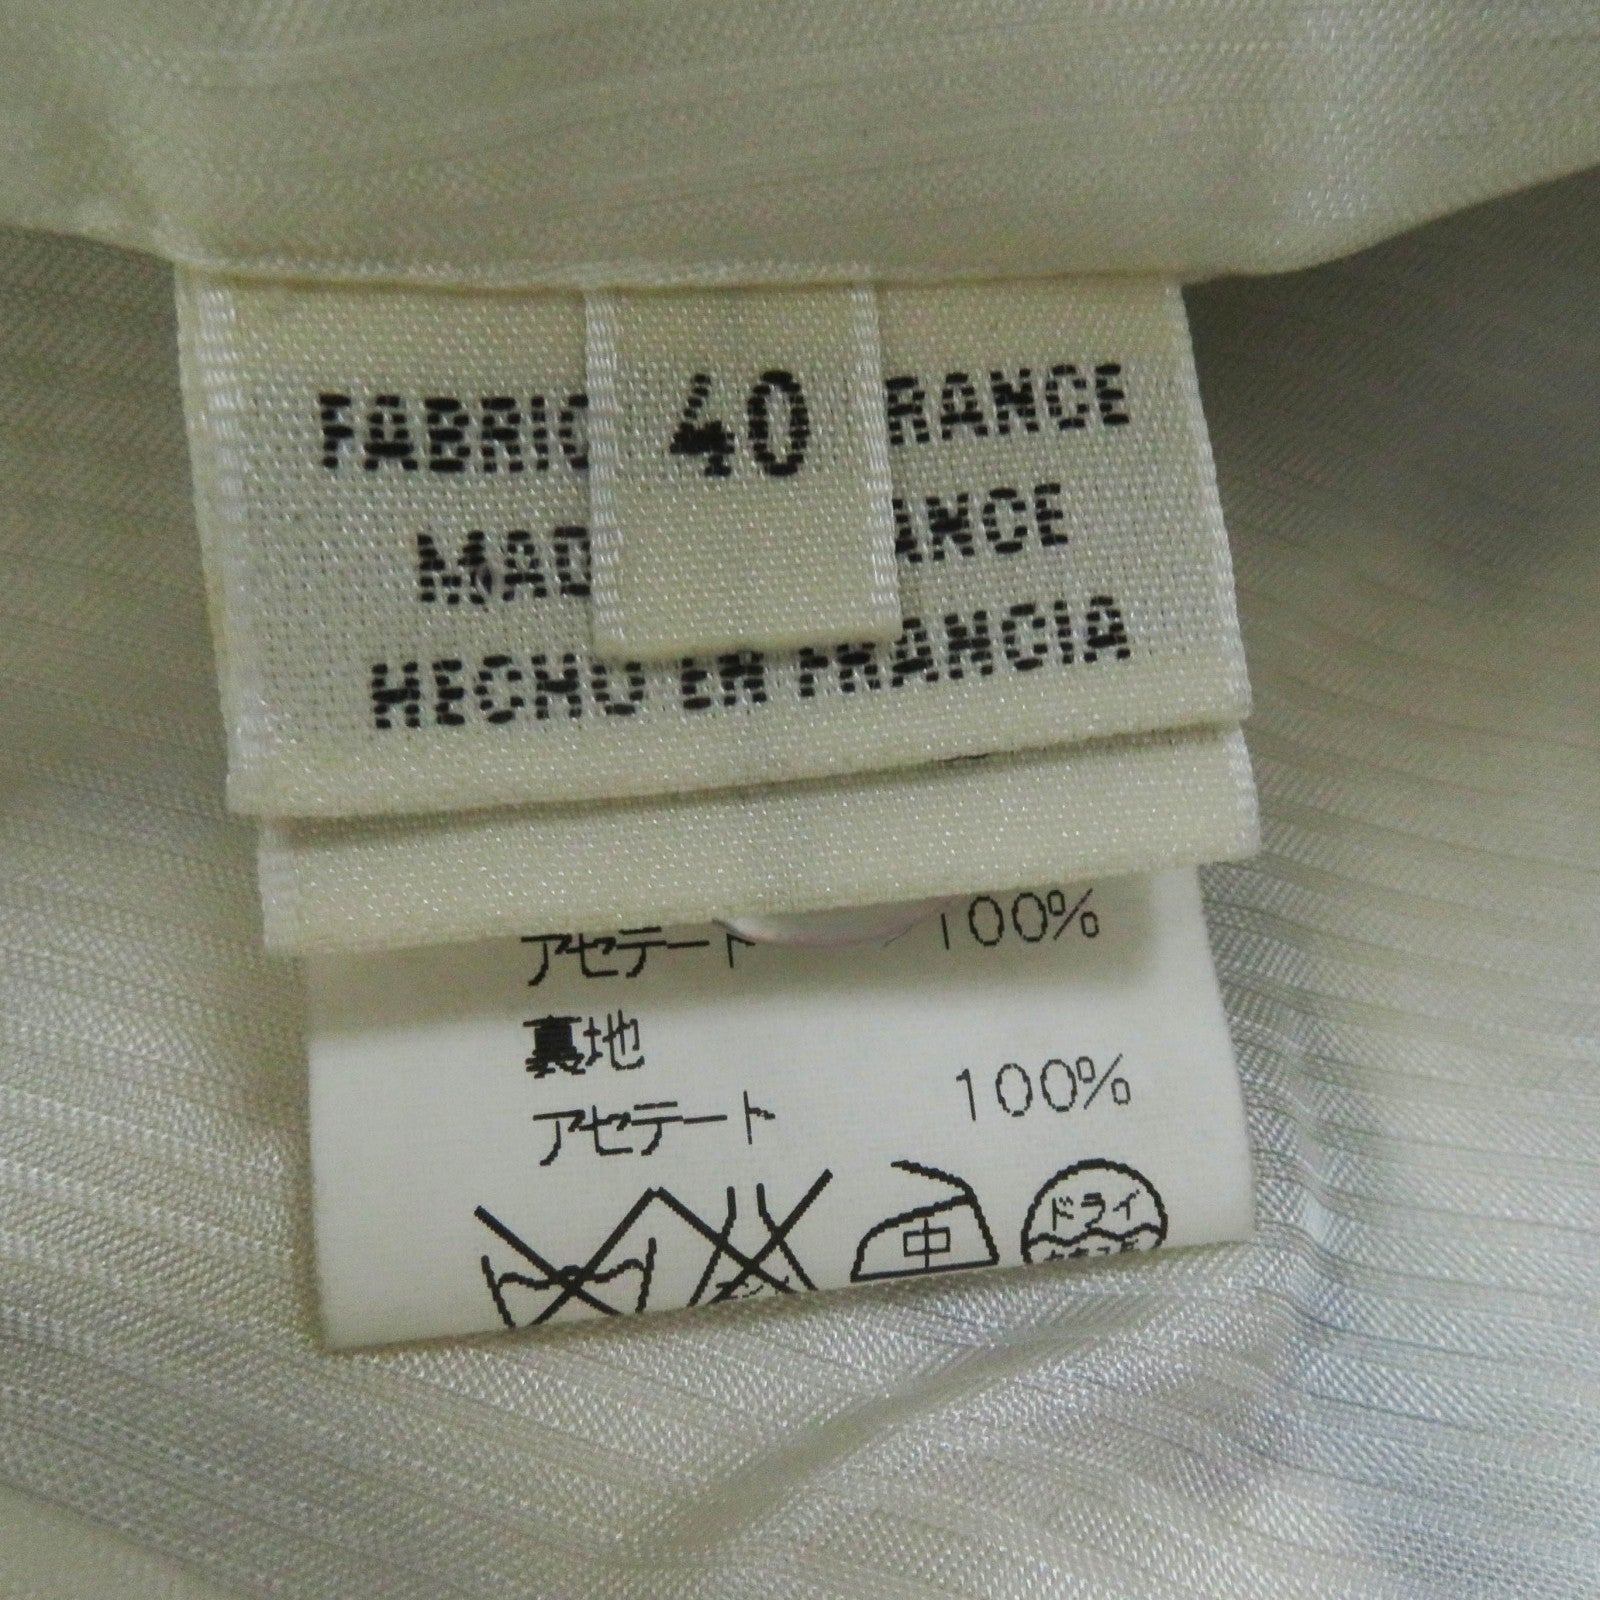 40
FABRIC RANCE
MAD ANCE
HECHO EN FRANCIA
アセテート 100%
裏地
アセテート 100%
中 ドライ